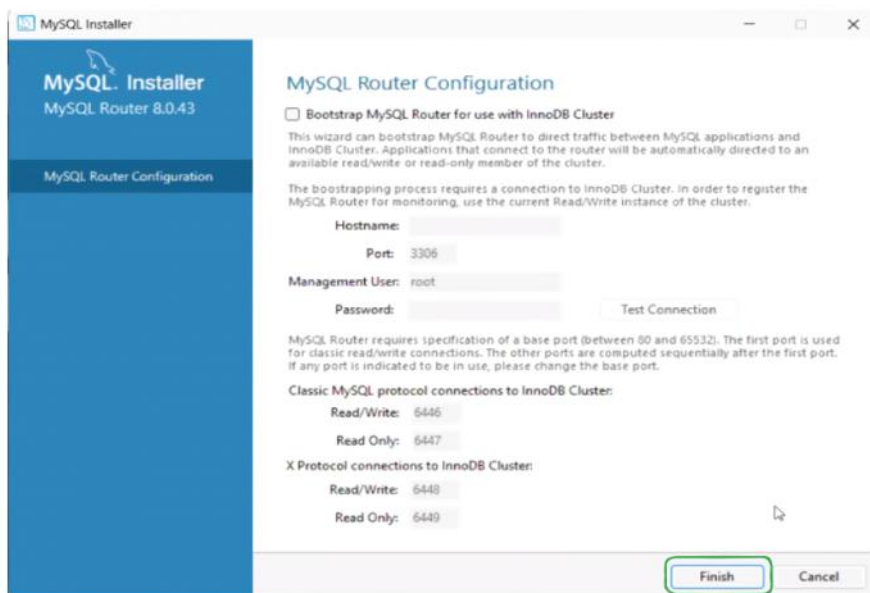 MySQL Installer
MySQL. Installer
MySQL Router 8.0.43
MySQL Router Configuration
MySQL Router Configuration
Bootstrap MySQL Router for use with InnoDB Cluster
This wizard can bootstrap MySQL Router to direct traffic between MySQL applications and
InnoDB Cluster. Applications that connect to the router will be automatically directed to an
available read/write or read-only member of the cluster.
The boostrapping process requires a connection to InnoDB Cluster. In order to register the
MySQL Router for monitoring, use the current Read/Write instance of the cluster.
Hostname:
Port: 3306
Management User: root
Password: Test Connection
MySQL Router requires specification of a base port (between 80 and 65532). The first port is used
for classic read/write connections. The other ports are computed sequentially after the first port.
If any port is indicated to be in use, please change the base port.
Classic MySQL protocol connections to InnoDB Cluster:
Read/Write: 6446
Read Only: 6447
X Protocol connections to InnoDB Cluster:
Read/Write: 6448
Read Only: 6449
Finish Cancel